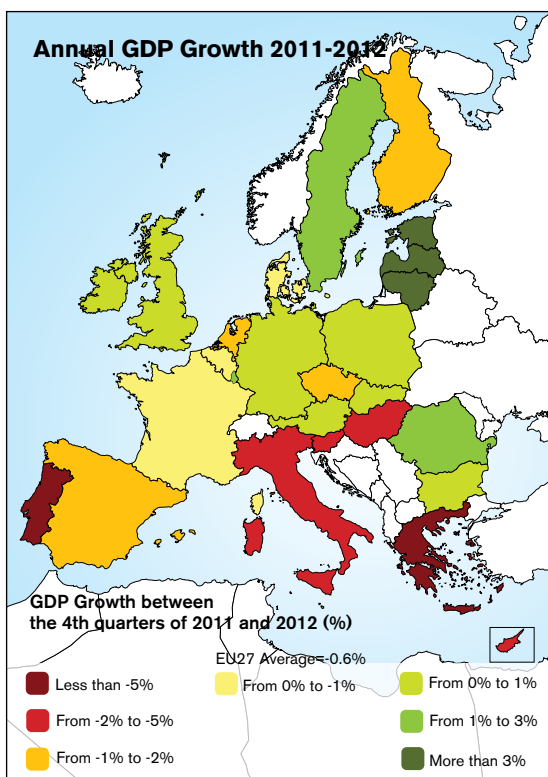 Annual GDP Growth 2011-2012
GDP Growth between
the 4th quarters of 2011 and 2012 (%)
EU27 Average=-0.6%
Less than -5%
From -2% to -5%
From -1% to -2%
From 0% to -1%
From 0% to 1%
From 1% to 3%
More than 3%